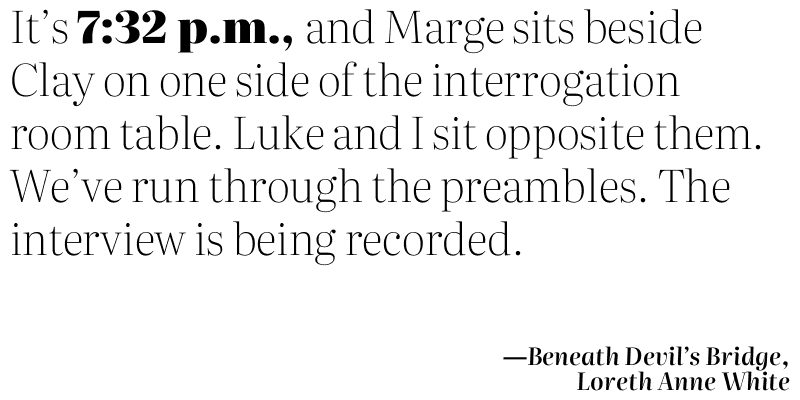 It’s 7:32 p.m., and Marge sits beside
Clay on one side of the interrogation
room table. Luke and I sit opposite them.
We’ve run through the preambles. The
interview is being recorded.
—Beneath Devil’s Bridge,
Loreth Anne White